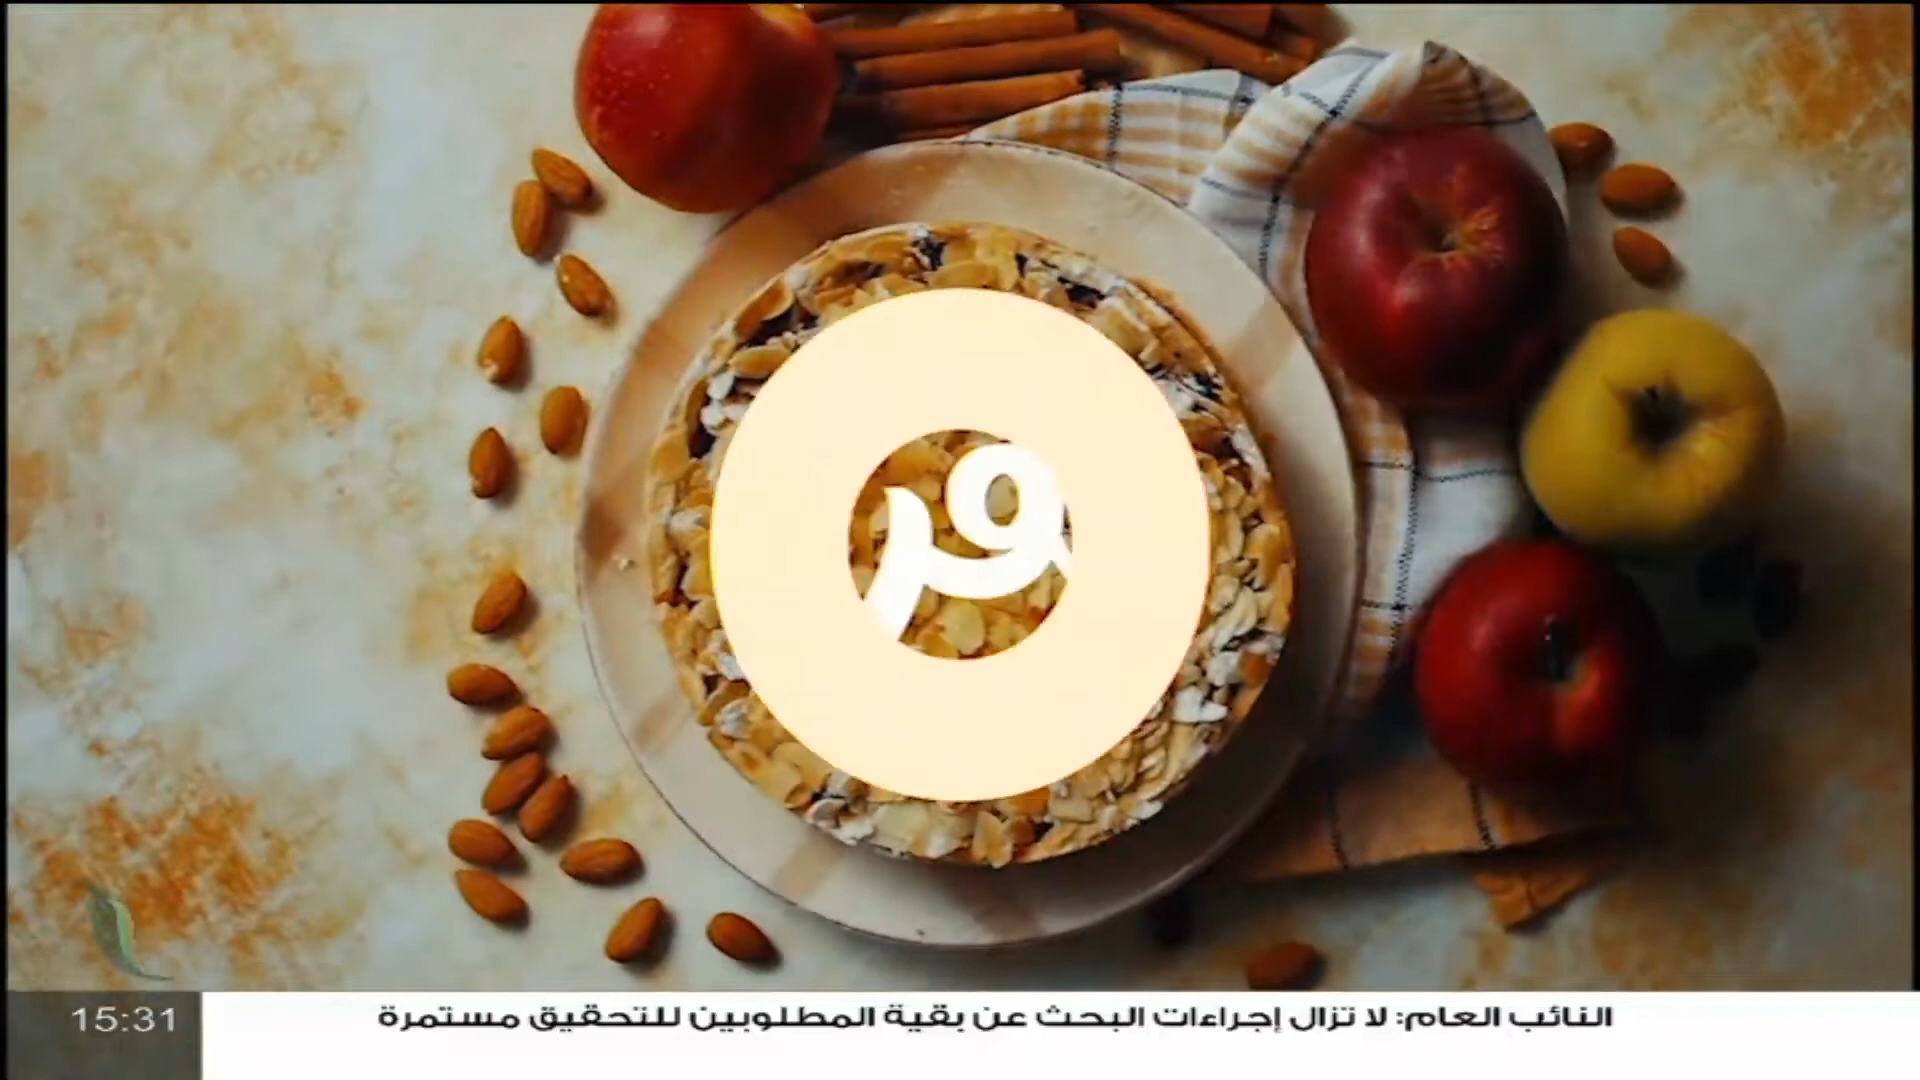 النائب العام: لا تزال إجراءات البحث عن بقية المطلوبين للتحقيق مستمرة
15:31